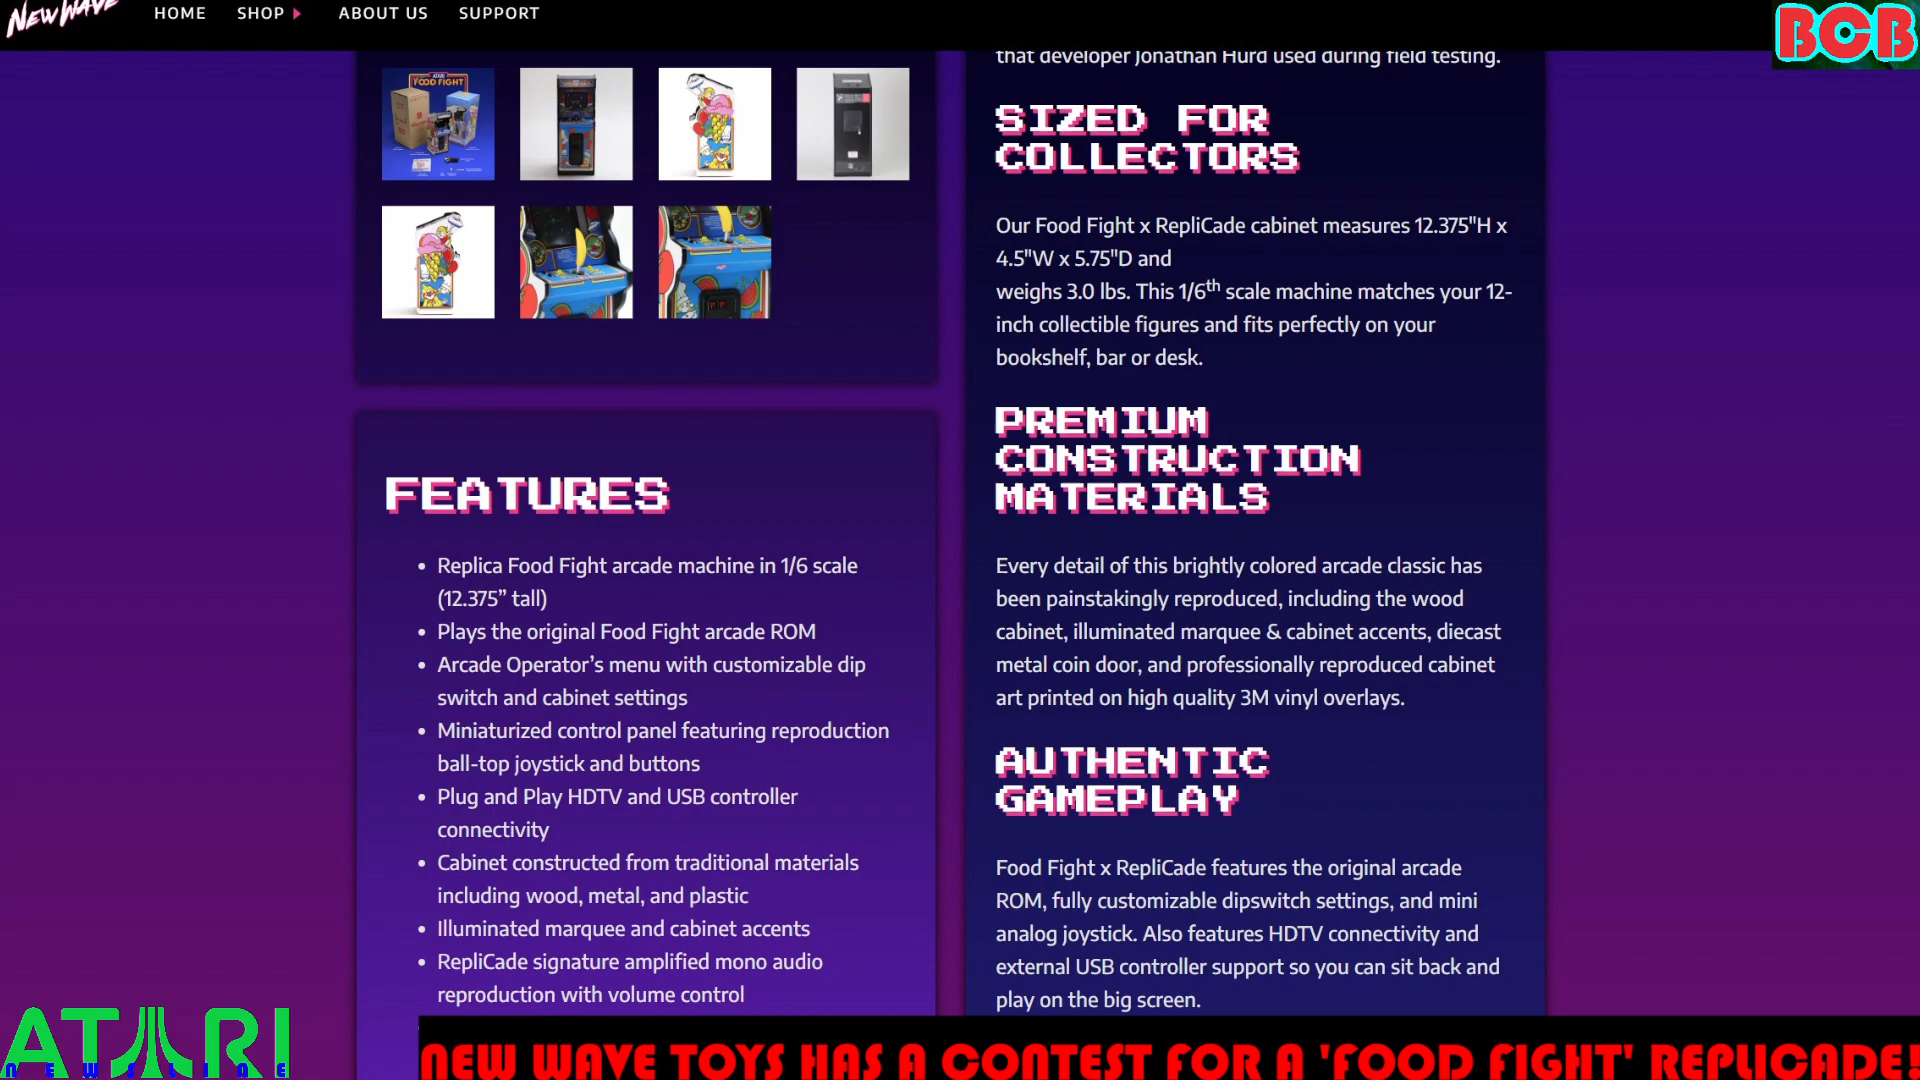 NEW WAVE
HOME
SHOP
ABOUT US
SUPPORT
BCB
ATARI
FOOD FIGHT
that developer Jonathan Hurd used during field testing.
SIZED FOR
COLLECTORS
Our Food Fight x RepliCade cabinet measures 12.375"H x
4.5"W x 5.75"D and
weighs 3.0 lbs. This 1/6th scale machine matches your 12-
inch collectible figures and fits perfectly on your
bookshelf, bar or desk.
PREMIUM
CONSTRUCTION
MATERIALS
Every detail of this brightly colored arcade classic has
been painstakingly reproduced, including the wood
cabinet, illuminated marquee & cabinet accents, diecast
metal coin door, and professionally reproduced cabinet
art printed on high quality 3M vinyl overlays.
AUTHENTIC
GAMEPLAY
Food Fight x RepliCade features the original arcade
ROM, fully customizable dipswitch settings, and mini
analog joystick. Also features HDTV connectivity and
external USB controller support so you can sit back and
play on the big screen.
FEATURES
• Replica Food Fight arcade machine in 1/6 scale
(12.375” tall)
• Plays the original Food Fight arcade ROM
• Arcade Operator’s menu with customizable dip
switch and cabinet settings
• Miniaturized control panel featuring reproduction
ball-top joystick and buttons
• Plug and Play HDTV and USB controller
connectivity
• Cabinet constructed from traditional materials
including wood, metal, and plastic
• Illuminated marquee and cabinet accents
• RepliCade signature amplified mono audio
reproduction with volume control
ATARI
NEWSLINE
NEW WAVE TOYS HAS A CONTEST FOR A 'FOOD FIGHT' REPLICADE!